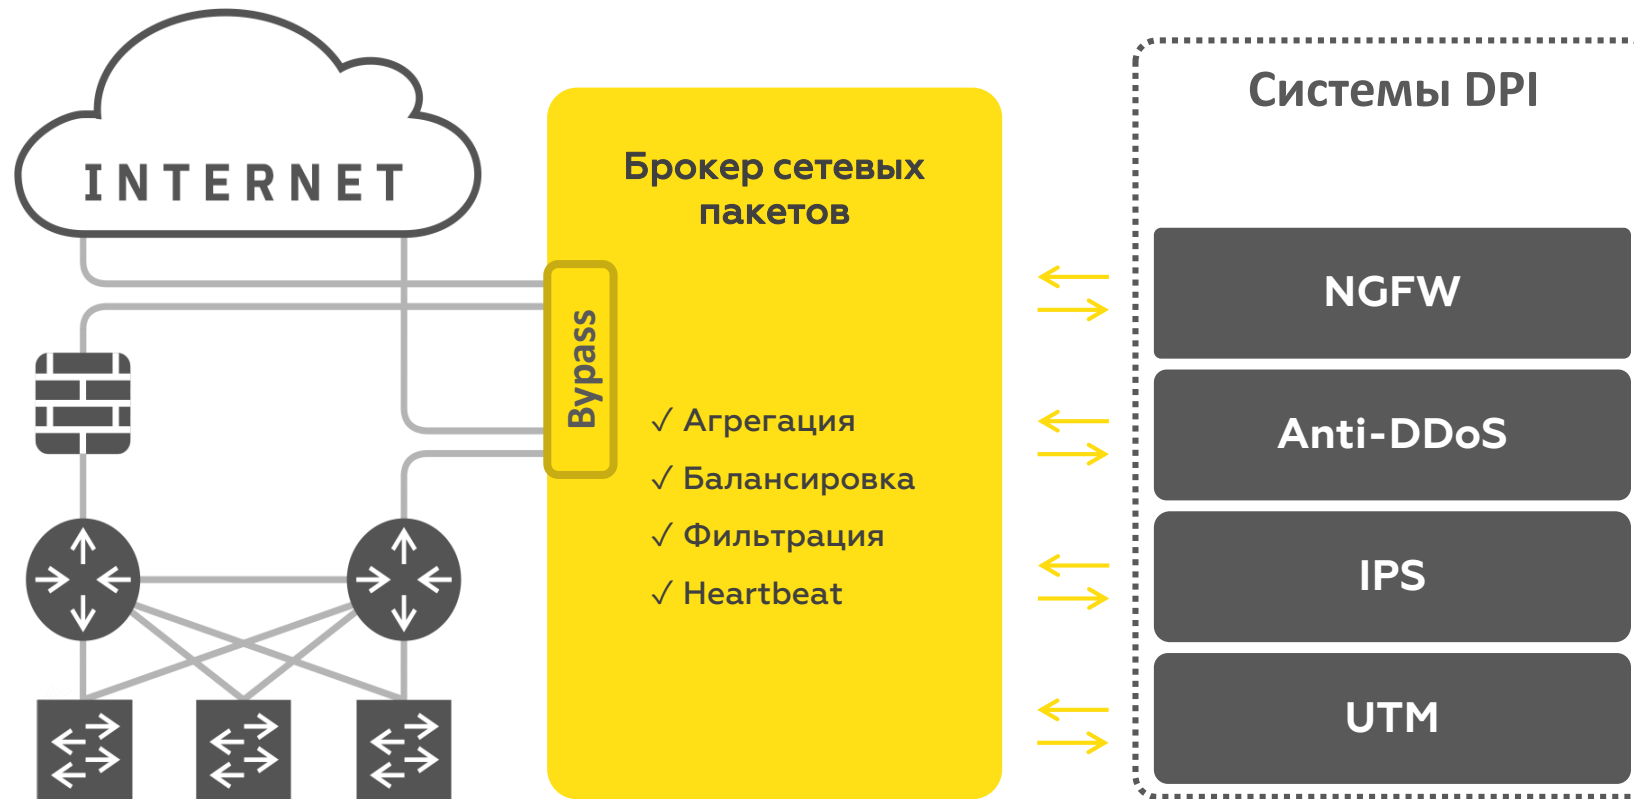 INTERNET
Брокер сетевых
пакетов
Bypass
✓ Агрегация
✓ Балансировка
✓ Фильтрация
✓ Heartbeat
Системы DPI
NGFW
Anti-DDoS
IPS
UTM